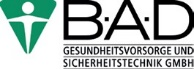 B·A·D
GESUNDHEITSVORSORGE UND
SICHERHEITSTECHNIK GMBH